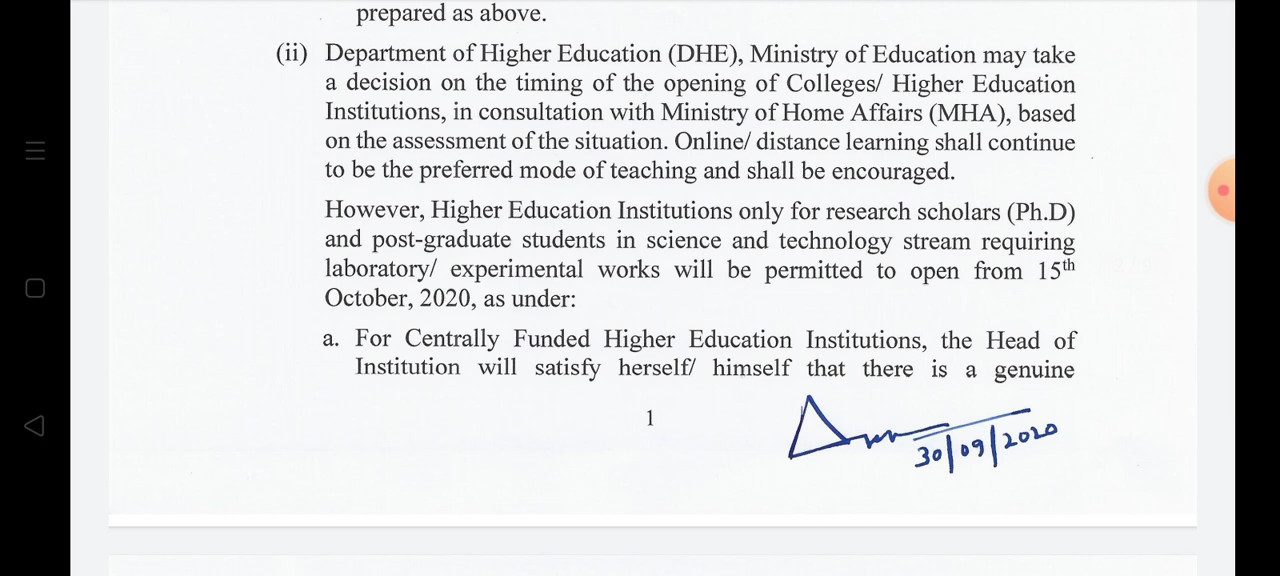 prepared as above.
(ii) Department of Higher Education (DHE), Ministry of Education may take
a decision on the timing of the opening of Colleges/ Higher Education
Institutions, in consultation with Ministry of Home Affairs (MHA), based
on the assessment of the situation. Online/ distance learning shall continue
to be the preferred mode of teaching and shall be encouraged.
However, Higher Education Institutions only for research scholars (Ph.D)
and post-graduate students in science and technology stream requiring
laboratory/ experimental works will be permitted to open from 15th
October, 2020, as under:
a. For Centrally Funded Higher Education Institutions, the Head of
Institution will satisfy herself/ himself that there is a genuine
1
30/09/2020